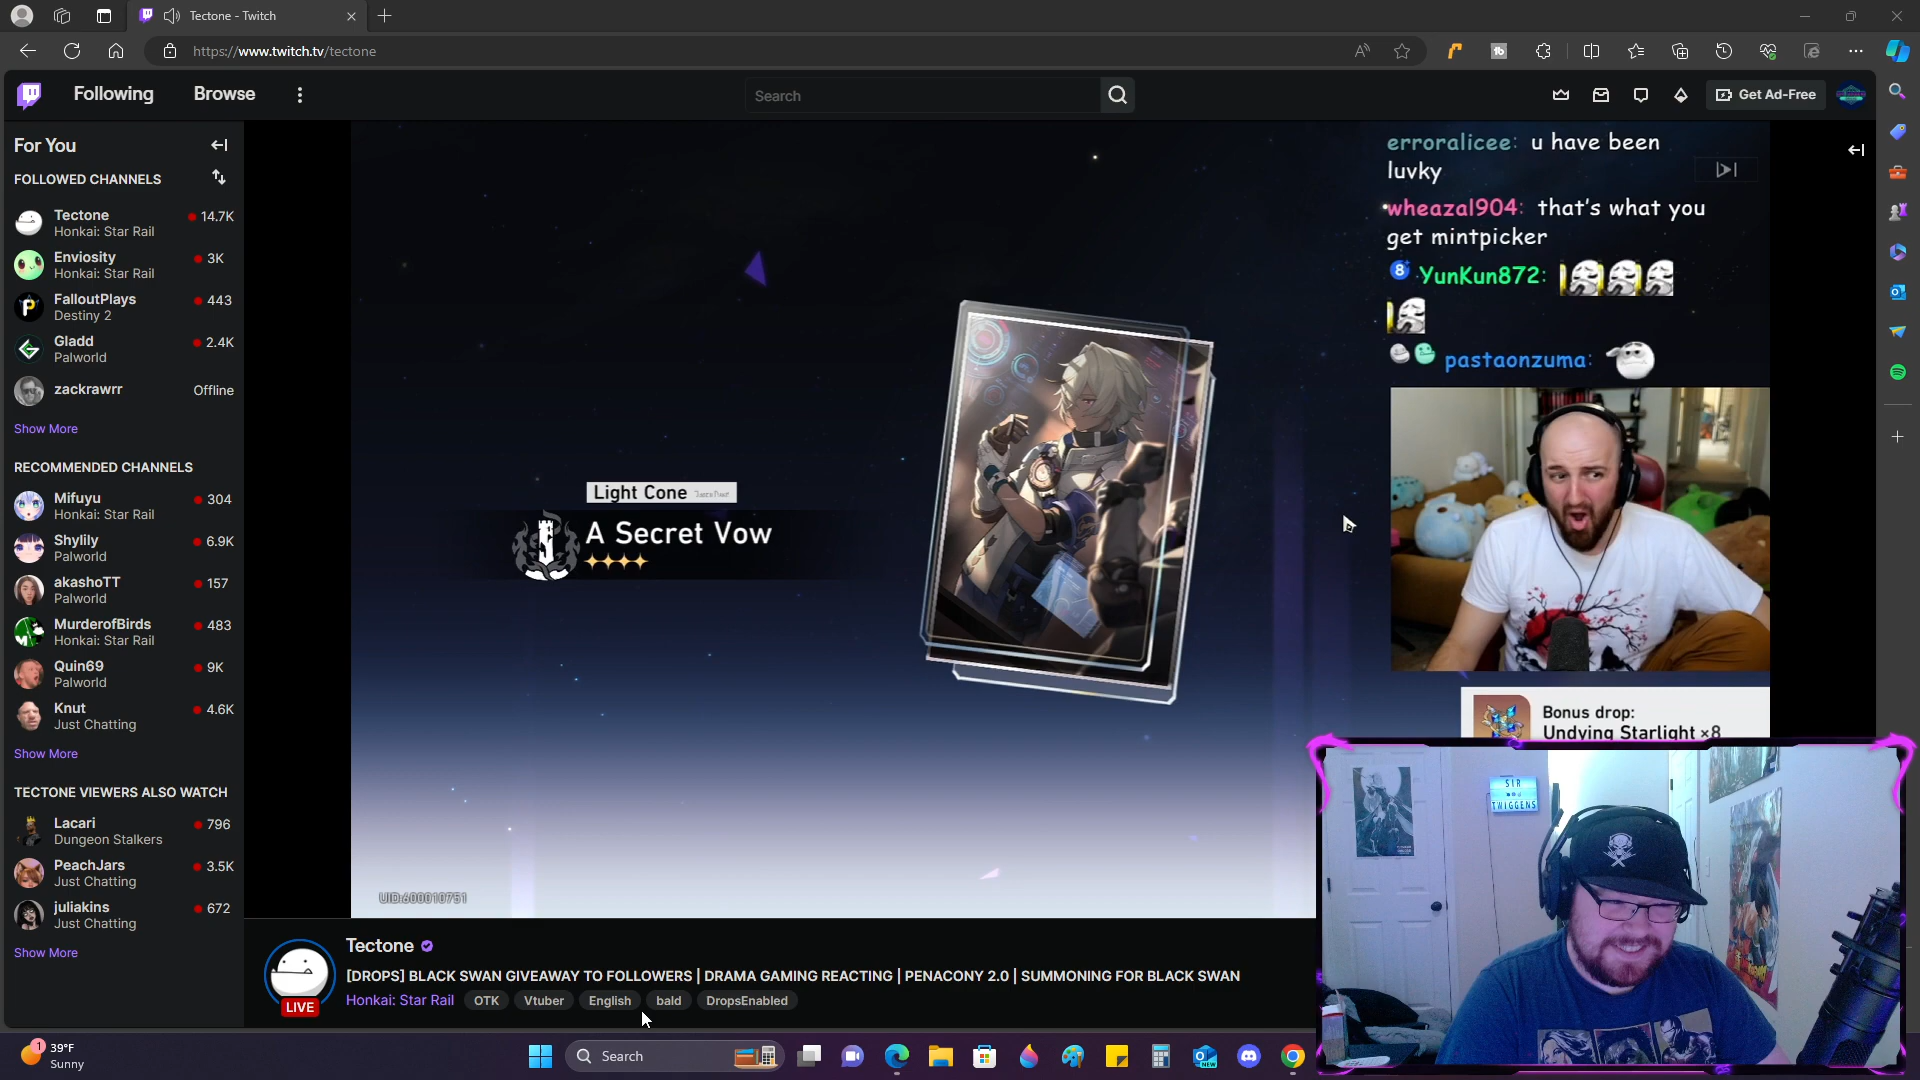 Tectone - Twitch
https://www.twitch.tv/tectone
Following
Browse
Search
Get Ad-Free
For You
FOLLOWED CHANNELS
Tectone
14.7K
Honkai: Star Rail
Enviosity
3K
Honkai: Star Rail
FalloutPlays
443
Destiny 2
Gladd
2.4K
Palworld
zackrawrr
Offline
Show More
RECOMMENDED CHANNELS
Mifuyu
304
Honkai: Star Rail
Shylily
6.9K
Palworld
akashoTT
157
Palworld
MurderofBirds
483
Honkai: Star Rail
Quin69
9K
Palworld
Knut
4.6K
Just Chatting
Show More
TECTONE VIEWERS ALSO WATCH
Lacari
796
Dungeon Stalkers
PeachJars
3.5K
Just Chatting
juliakins
672
Just Chatting
Show More
erroralicee: u have been
luvky
wheazal904: that's what you
get mintpicker
8 YunKun872:
pastaonzuma:
Light Cone
A Secret Vow
Bonus drop:
Undying Starlight ×8
SIR
TWIGGENS
UID:600010751
Tectone
[DROPS] BLACK SWAN GIVEAWAY TO FOLLOWERS | DRAMA GAMING REACTING | PENACONY 2.0 | SUMMONING FOR BLACK SWAN
LIVE
Honkai: Star Rail
OTK
Vtuber
English
bald
DropsEnabled
1
39°F
Sunny
Search
NEW